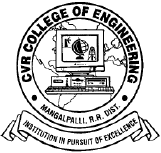 CVR COLLEGE OF ENGINEERING
MANGALPALLI, R.R. DIST.
INSTITUTION IN PURSUIT OF EXCELLENCE